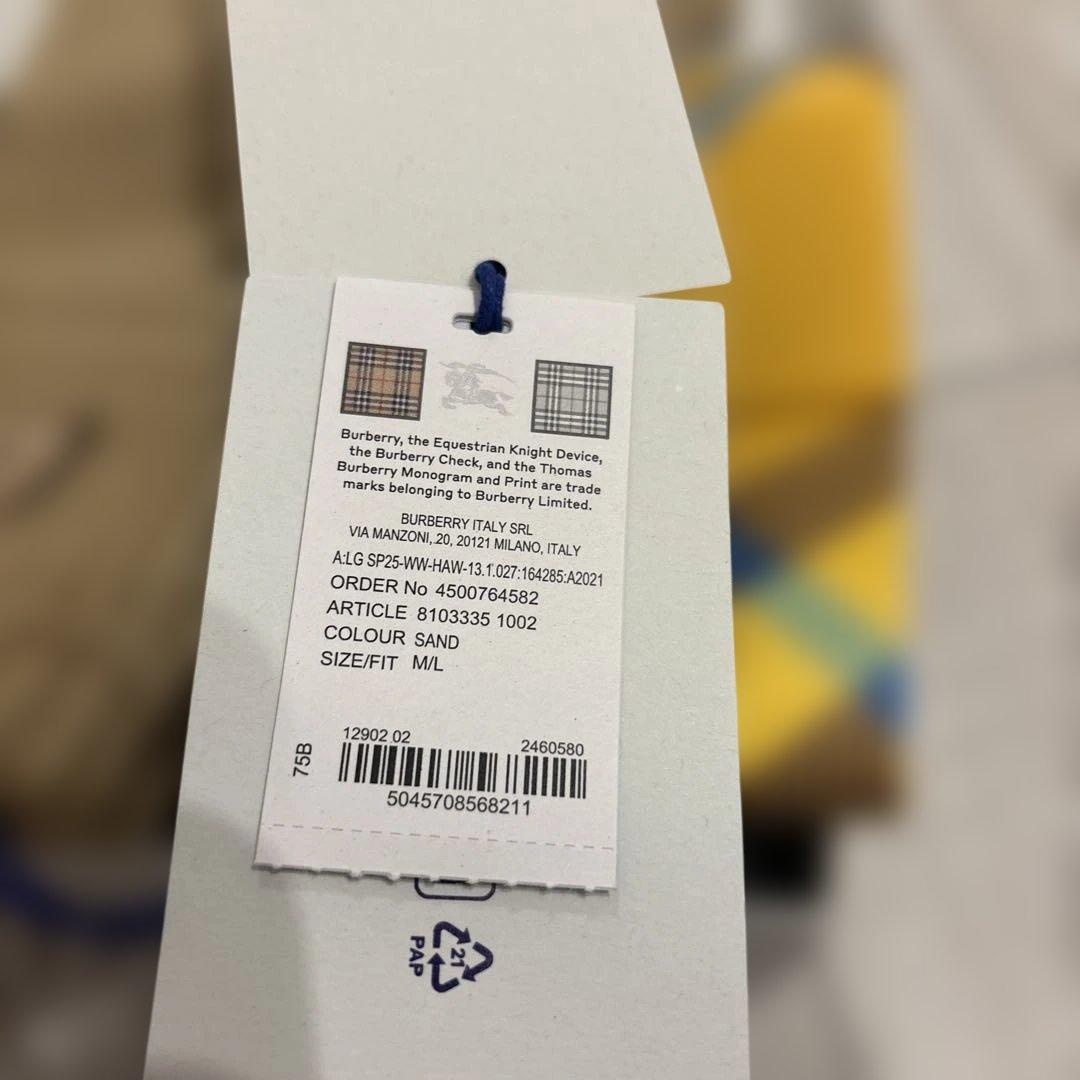 Burberry, the Equestrian Knight Device,
the Burberry Check, and the Thomas
Burberry Monogram and Print are trade
marks belonging to Burberry Limited.
BURBERRY ITALY SRL
VIA MANZONI, 20, 20121 MILANO, ITALY
A:LG SP25-WW-HAW-13.1.027:164285:A2021
ORDER No 4500764582
ARTICLE 8103335 1002
COLOUR SAND
SIZE/FIT M/L
12902 02 2460580
75B
5045708568211
21
PAP